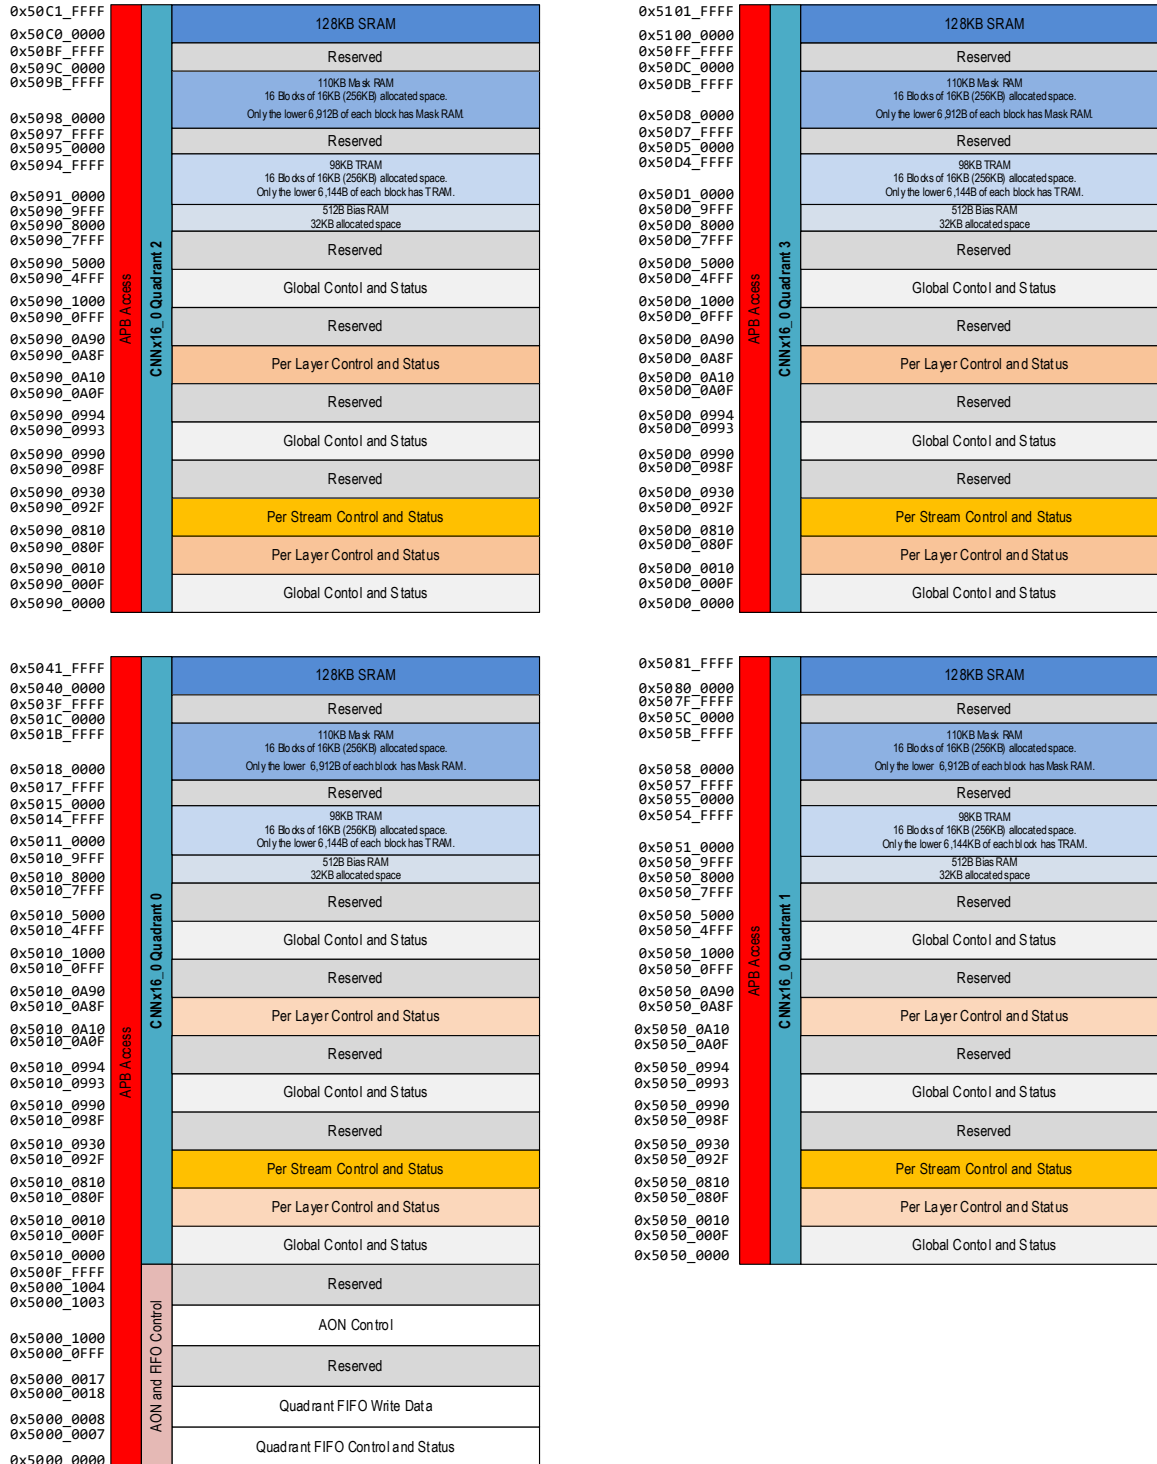 0x50C1_FFFF
128KB SRAM
0x50C0_0000
0x50BF_FFFF
Reserved
0x509C_0000
0x509B_FFFF
110KB Mask RAM
16 Blocks of 16KB (256KB) allocated space.
Only the lower 6,912B of each block has Mask RAM.
0x5098_0000
0x5097_FFFF
Reserved
0x5095_0000
0x5094_FFFF
98KB TRAM
16 Blocks of 16KB (256KB) allocated space.
Only the lower 6,144B of each block has TRAM.
0x5091_0000
0x5090_9FFF
512B Bias RAM
32KB allocated space
0x5090_8000
0x5090_7FFF
Reserved
0x5090_5000
0x5090_4FFF
Global Contol and Status
0x5090_1000
0x5090_0FFF
Reserved
0x5090_0A90
0x5090_0A8F
Per Layer Control and Status
0x5090_0A10
0x5090_0A0F
Reserved
0x5090_0994
0x5090_0993
Global Contol and Status
0x5090_0990
0x5090_098F
Reserved
0x5090_0930
0x5090_092F
Per Stream Control and Status
0x5090_0810
0x5090_080F
Per Layer Control and Status
0x5090_0010
0x5090_000F
Global Contol and Status
0x5090_0000
APB Access
CNNx16_0 Quadrant 2
0x5101_FFFF
128KB SRAM
0x5100_0000
0x50FF_FFFF
Reserved
0x50DC_0000
0x50DB_FFFF
110KB Mask RAM
16 Blocks of 16KB (256KB) allocated space.
Only the lower 6,912B of each block has Mask RAM.
0x50D8_0000
0x50D7_FFFF
Reserved
0x50D5_0000
0x50D4_FFFF
98KB TRAM
16 Blocks of 16KB (256KB) allocated space.
Only the lower 6,144B of each block has TRAM.
0x50D1_0000
0x50D0_9FFF
512B Bias RAM
32KB allocated space
0x50D0_8000
0x50D0_7FFF
Reserved
0x50D0_5000
0x50D0_4FFF
Global Contol and Status
0x50D0_1000
0x50D0_0FFF
Reserved
0x50D0_0A90
0x50D0_0A8F
Per Layer Control and Status
0x50D0_0A10
0x50D0_0A0F
Reserved
0x50D0_0994
0x50D0_0993
Global Contol and Status
0x50D0_0990
0x50D0_098F
Reserved
0x50D0_0930
0x50D0_092F
Per Stream Control and Status
0x50D0_0810
0x50D0_080F
Per Layer Control and Status
0x50D0_0010
0x50D0_000F
Global Contol and Status
0x50D0_0000
APB Access
CNNx16_0 Quadrant 3
0x5041_FFFF
128KB SRAM
0x5040_0000
0x503F_FFFF
Reserved
0x501C_0000
0x501B_FFFF
110KB Mask RAM
16 Blocks of 16KB (256KB) allocated space.
Only the lower 6,912B of each block has Mask RAM.
0x5018_0000
0x5017_FFFF
Reserved
0x5015_0000
0x5014_FFFF
98KB TRAM
16 Blocks of 16KB (256KB) allocated space.
Only the lower 6,144B of each block has TRAM.
0x5011_0000
0x5010_9FFF
512B Bias RAM
32KB allocated space
0x5010_8000
0x5010_7FFF
Reserved
0x5010_5000
0x5010_4FFF
Global Contol and Status
0x5010_1000
0x5010_0FFF
Reserved
0x5010_0A90
0x5010_0A8F
Per Layer Control and Status
0x5010_0A10
0x5010_0A0F
Reserved
0x5010_0994
0x5010_0993
Global Contol and Status
0x5010_0990
0x5010_098F
Reserved
0x5010_0930
0x5010_092F
Per Stream Control and Status
0x5010_0810
0x5010_080F
Per Layer Control and Status
0x5010_0010
0x5010_000F
Global Contol and Status
0x5010_0000
0x500F_FFFF
Reserved
0x5000_1004
0x5000_1003
AON Control
0x5000_1000
0x5000_0FFF
Reserved
0x5000_0017
0x5000_0018
Quadrant FIFO Write Data
0x5000_0008
0x5000_0007
Quadrant FIFO Control and Status
0x5000_0000
APB Access
CNNx16_0 Quadrant 0
AON and FIFO Control
0x5081_FFFF
128KB SRAM
0x5080_0000
0x507F_FFFF
Reserved
0x505C_0000
0x505B_FFFF
110KB Mask RAM
16 Blocks of 16KB (256KB) allocated space.
Only the lower 6,912B of each block has Mask RAM.
0x5058_0000
0x5057_FFFF
Reserved
0x5055_0000
0x5054_FFFF
98KB TRAM
16 Blocks of 16KB (256KB) allocated space.
Only the lower 6,144KB of each block has TRAM.
0x5051_0000
0x5050_9FFF
512B Bias RAM
32KB allocated space
0x5050_8000
0x5050_7FFF
Reserved
0x5050_5000
0x5050_4FFF
Global Contol and Status
0x5050_1000
0x5050_0FFF
Reserved
0x5050_0A90
0x5050_0A8F
Per Layer Control and Status
0x5050_0A10
0x5050_0A0F
Reserved
0x5050_0994
0x5050_0993
Global Contol and Status
0x5050_0990
0x5050_098F
Reserved
0x5050_0930
0x5050_092F
Per Stream Control and Status
0x5050_0810
0x5050_080F
Per Layer Control and Status
0x5050_0010
0x5050_000F
Global Contol and Status
0x5050_0000
APB Access
CNNx16_0 Quadrant 1